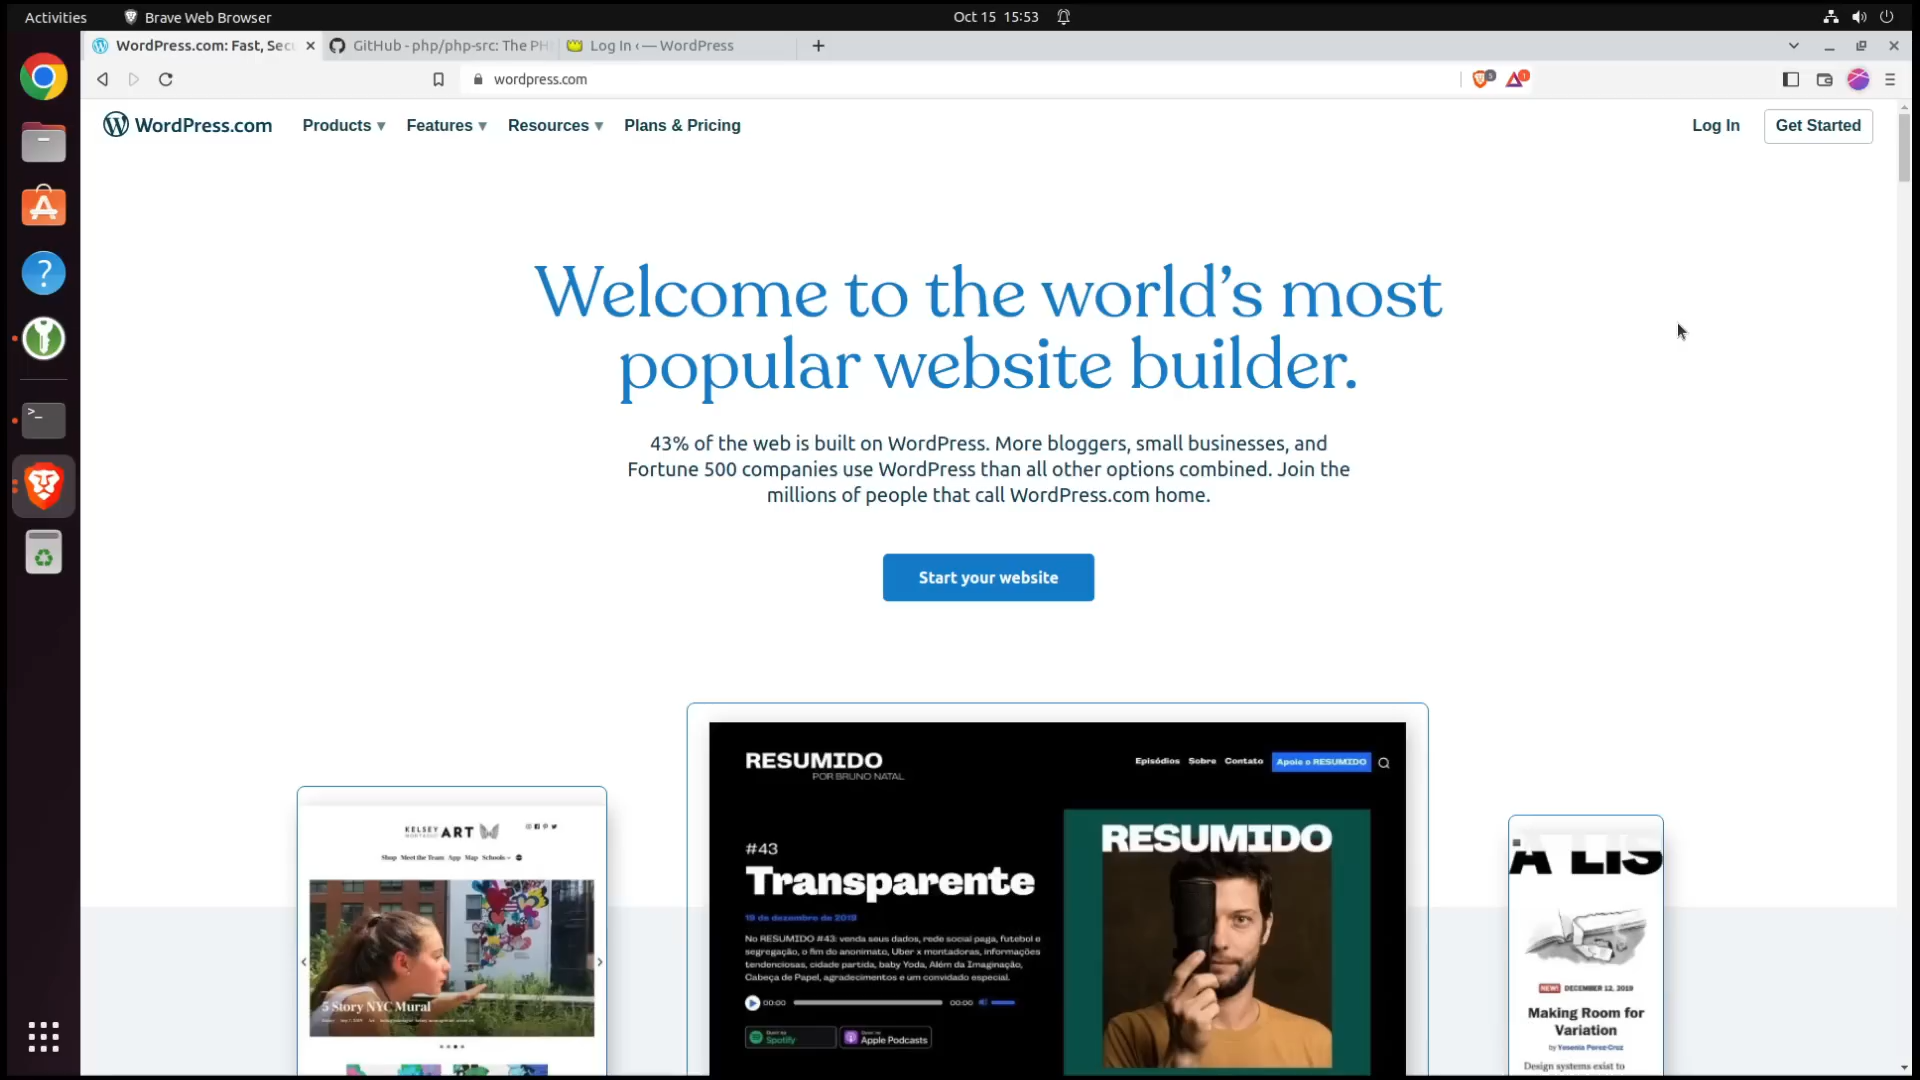 Activities
Brave Web Browser
Oct 15 15:53
WordPress.com: Fast, Secu
GitHub - php/php-src: The PH
Log In ‹ — WordPress
wordpress.com
5
1
WordPress.com
Products ▾
Features ▾
Resources ▾
Plans & Pricing
Log In
Get Started
Welcome to the world’s most
popular website builder.
43% of the web is built on WordPress. More bloggers, small businesses, and
Fortune 500 companies use WordPress than all other options combined. Join the
millions of people that call WordPress.com home.
Start your website
KELSEY
ART
Shop Meet the Team App Map Schools
5 Story NYC Mural
RESUMIDO
POR BRUNO NATAL
Episódios Sobre Contato Apoie o RESUMIDO
#43
Transparente
19 de dezembro de 2019
No RESUMIDO #43: venda seus dados, rede social paga, futebol e
segregação, o fim do anonimato, Uber x montadoras, informações
tendenciosas, cidade partida, baby Yoda, Além da Imaginação,
Cabeça de Papel, agradecimentos e um convidado especial.
00:00
00:00
Spotify
Apple Podcasts
RESUMIDO
A LIS
NEW!
DECEMBER 12, 2019
Making Room for
Variation
by Yesenia Perez-Cruz
Design systems exist to